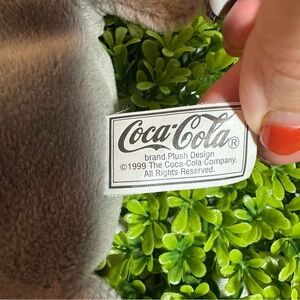 Coca-Cola®
brand Plush Design
©1999 The Coca-Cola Company.
All Rights Reserved.